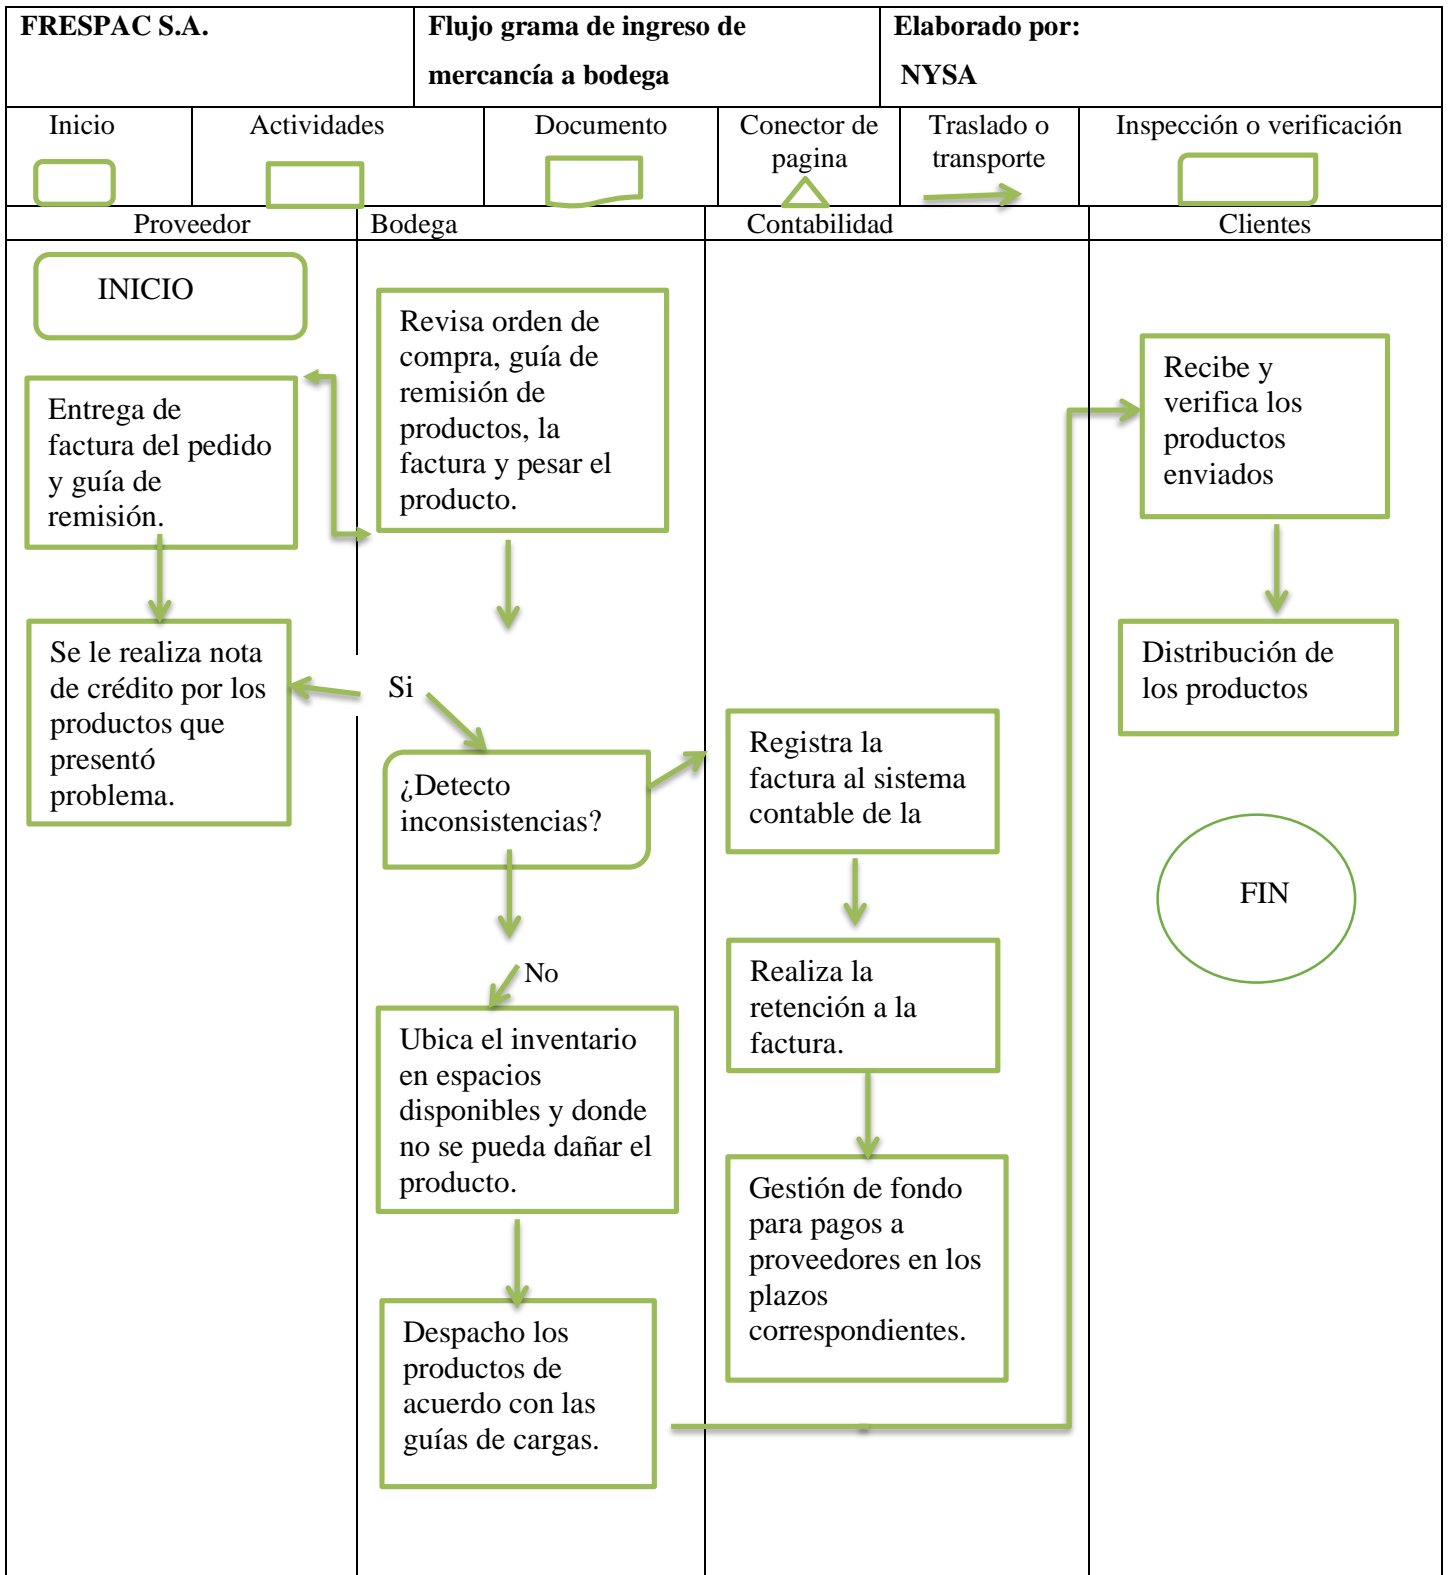 FRESPAC S.A.
Flujo grama de ingreso de
mercancía a bodega
Elaborado por:
NYSA
Inicio
Actividades
Documento
Conector de
pagina
Traslado o
transporte
Inspección o verificación
Proveedor
Bodega
Contabilidad
Clientes
INICIO
Entrega de
factura del pedido
y guía de
remisión.
Se le realiza nota
de crédito por los
productos que
presentó
problema.
Revisa orden de
compra, guía de
remisión de
productos, la
factura y pesar el
producto.
Si
¿Detecto
inconsistencias?
No
Ubica el inventario
en espacios
disponibles y donde
no se pueda dañar el
producto.
Despacho los
productos de
acuerdo con las
guías de cargas.
Registra la
factura al sistema
contable de la
Realiza la
retención a la
factura.
Gestión de fondo
para pagos a
proveedores en los
plazos
correspondientes.
Recibe y
verifica los
productos
enviados
Distribución de
los productos
FIN